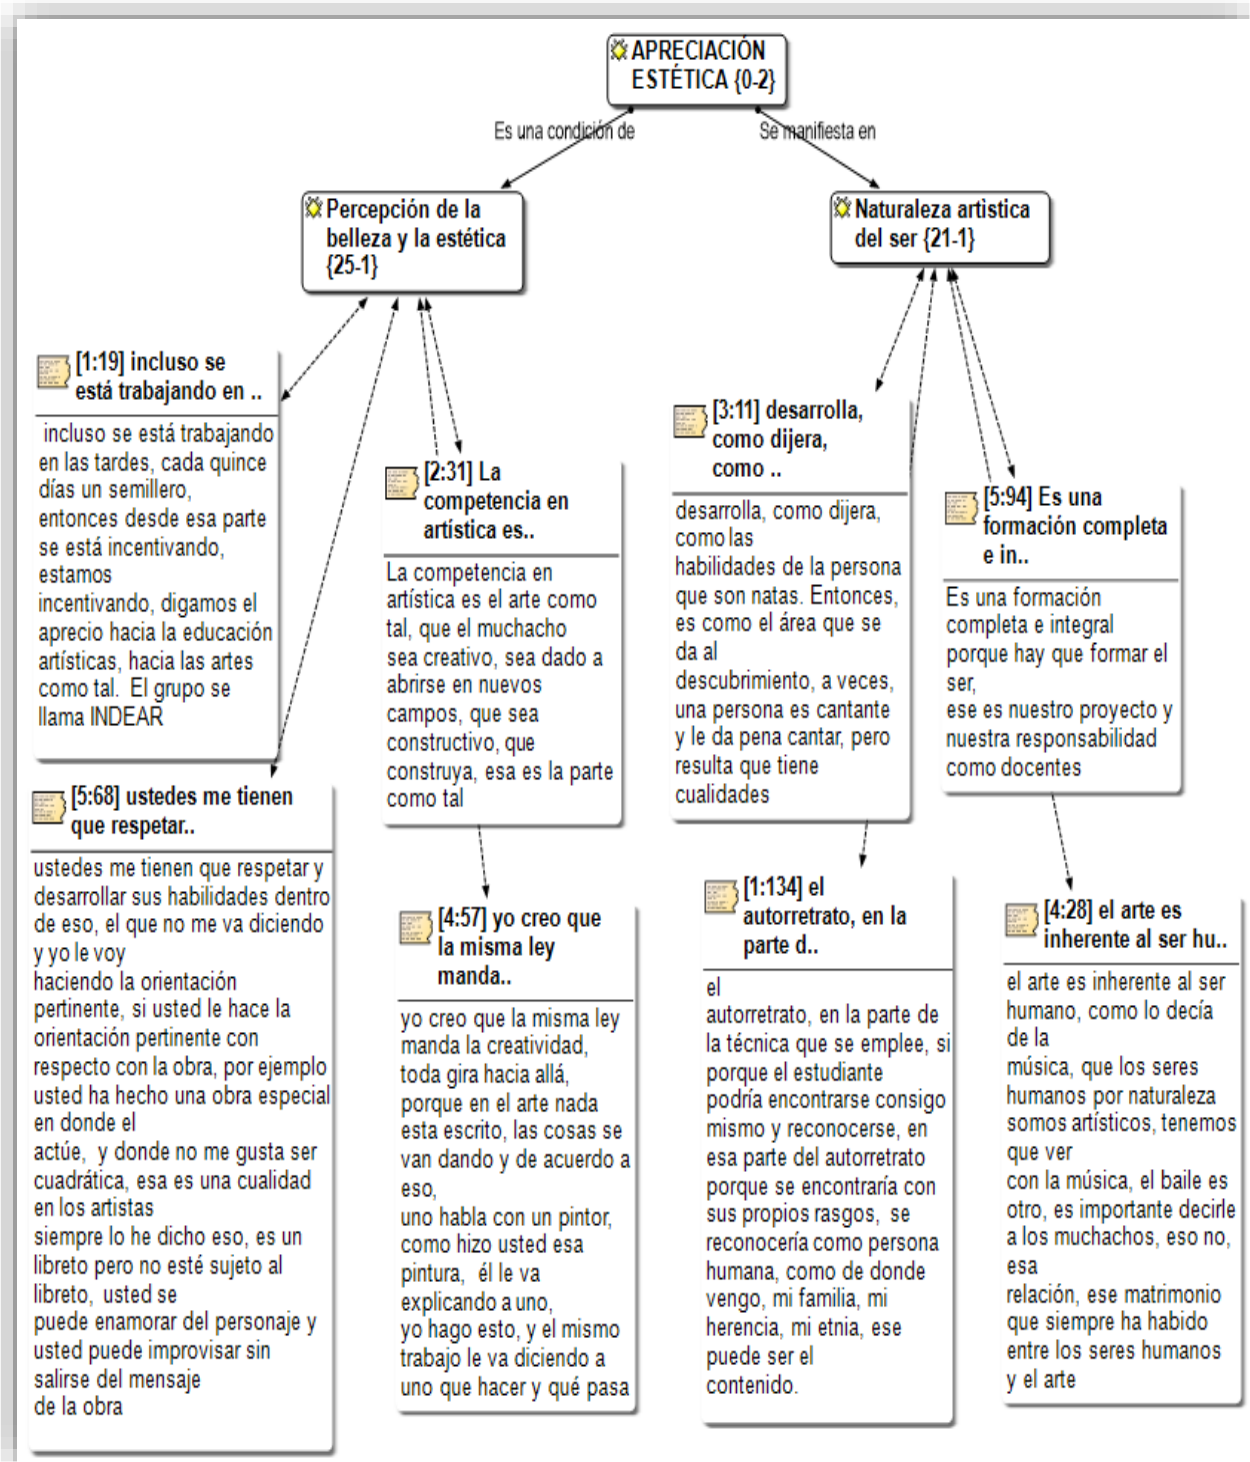 APRECIACIÓN
ESTÉTICA {0-2}
Es una condición de
Se manifiesta en
Percepción de la
belleza y la estética
{25-1}
Naturaleza artìstica
del ser {21-1}
[1:19] incluso se
está trabajando en ..
incluso se está trabajando
en las tardes, cada quince
días un semillero,
entonces desde esa parte
se está incentivando,
estamos
incentivando, digamos el
aprecio hacia la educación
artísticas, hacia las artes
como tal. El grupo se
llama INDEAR
[2:31] La
competencia en
artística es..
La competencia en
artística es el arte como
tal, que el muchacho
sea creativo, sea dado a
abrirse en nuevos
campos, que sea
constructivo, que
construya, esa es la parte
como tal
[3:11] desarrolla,
como dijera,
como ..
desarrolla, como dijera,
como las
habilidades de la persona
que son natas. Entonces,
es como el área que se
da al
descubrimiento, a veces,
una persona es cantante
y le da pena cantar, pero
resulta que tiene
cualidades
[5:94] Es una
formación completa
e in..
Es una formación
completa e integral
porque hay que formar el
ser,
ese es nuestro proyecto y
nuestra responsabilidad
como docentes
[5:68] ustedes me tienen
que respetar..
ustedes me tienen que respetar y
desarrollar sus habilidades dentro
de eso, el que no me va diciendo
y yo le voy
haciendo la orientación
pertinente, si usted le hace la
orientación pertinente con
respecto con la obra, por ejemplo
usted ha hecho una obra especial
en donde el
actúe, y donde no me gusta ser
cuadrática, esa es una cualidad
en los artistas
siempre lo he dicho eso, es un
libreto pero no esté sujeto al
libreto, usted se
puede enamorar del personaje y
usted puede improvisar sin
salirse del mensaje
de la obra
[4:57] yo creo que
la misma ley
manda..
yo creo que la misma ley
manda la creatividad,
toda gira hacia allá,
porque en el arte nada
esta escrito, las cosas se
van dando y de acuerdo a
eso,
uno habla con un pintor,
como hizo usted esa
pintura, él le va
explicando a uno,
yo hago esto, y el mismo
trabajo le va diciendo a
uno que hacer y qué pasa
[1:134] el
autorretrato, en la
parte d..
el
autorretrato, en la parte de
la técnica que se emplee, si
porque el estudiante
podría encontrarse consigo
mismo y reconocerse, en
esa parte del autorretrato
porque se encontraría con
sus propios rasgos, se
reconocería como persona
humana, como de donde
vengo, mi familia, mi
herencia, mi etnia, ese
puede ser el
contenido.
[4:28] el arte es
inherente al ser hu..
el arte es inherente al ser
humano, como lo decía
de la
música, que los seres
humanos por naturaleza
somos artísticos, tenemos
que ver
con la música, el baile es
otro, es importante decirle
a los muchachos, eso no,
esa
relación, ese matrimonio
que siempre ha habido
entre los seres humanos
y el arte